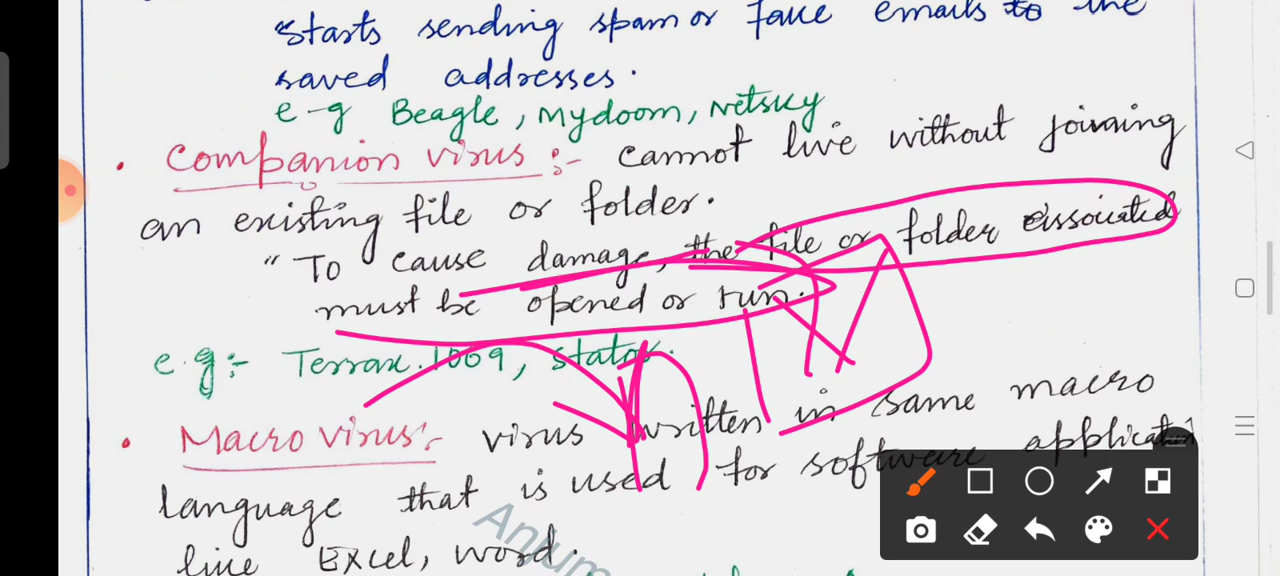 starts sending spam or fake emails to the
saved addresses.
e-g Beagle, Mydoom, Netsky
• Companion virus :- cannot live without joining
an existing file or folder.
"To cause damage, the file or folder associated
must be opened or run.
e.g:- Terrax.1069, stator.
• Macro virus:- virus written in same macro
language that is used for software
like Excel, word.
Anjum